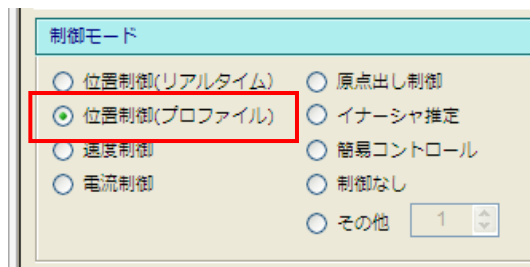 制御モード
位置制御(リアルタイム) 原点出し制御
位置制御(プロファイル) イナーシャ推定
速度制御 簡易コントロール
電流制御 制御なし
その他 1